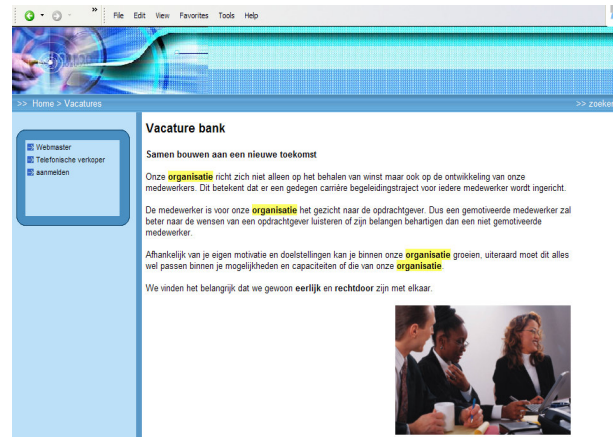 » File Edit View Favorites Tools Help
>> Home > Vacatures >> zoeken
Webmaster
Telefonische verkoper
aanmelden
Vacature bank
Samen bouwen aan een nieuwe toekomst
Onze organisatie richt zich niet alleen op het behalen van winst maar ook op de ontwikkeling van onze
medewerkers. Dit betekent dat er een gedegen carrière begeleidingstraject voor iedere medewerker wordt ingericht.
De medewerker is voor onze organisatie het gezicht naar de opdrachtgever. Dus een gemotiveerde medewerker zal
beter naar de wensen van een opdrachtgever luisteren of zijn belangen behartigen dan een niet gemotiveerde
medewerker.
Afhankelijk van je eigen motivatie en doelstellingen kan je binnen onze organisatie groeien, uiteraard moet dit alles
wel passen binnen je mogelijkheden en capaciteiten of die van onze organisatie.
We vinden het belangrijk dat we gewoon eerlijk en rechtdoor zijn met elkaar.